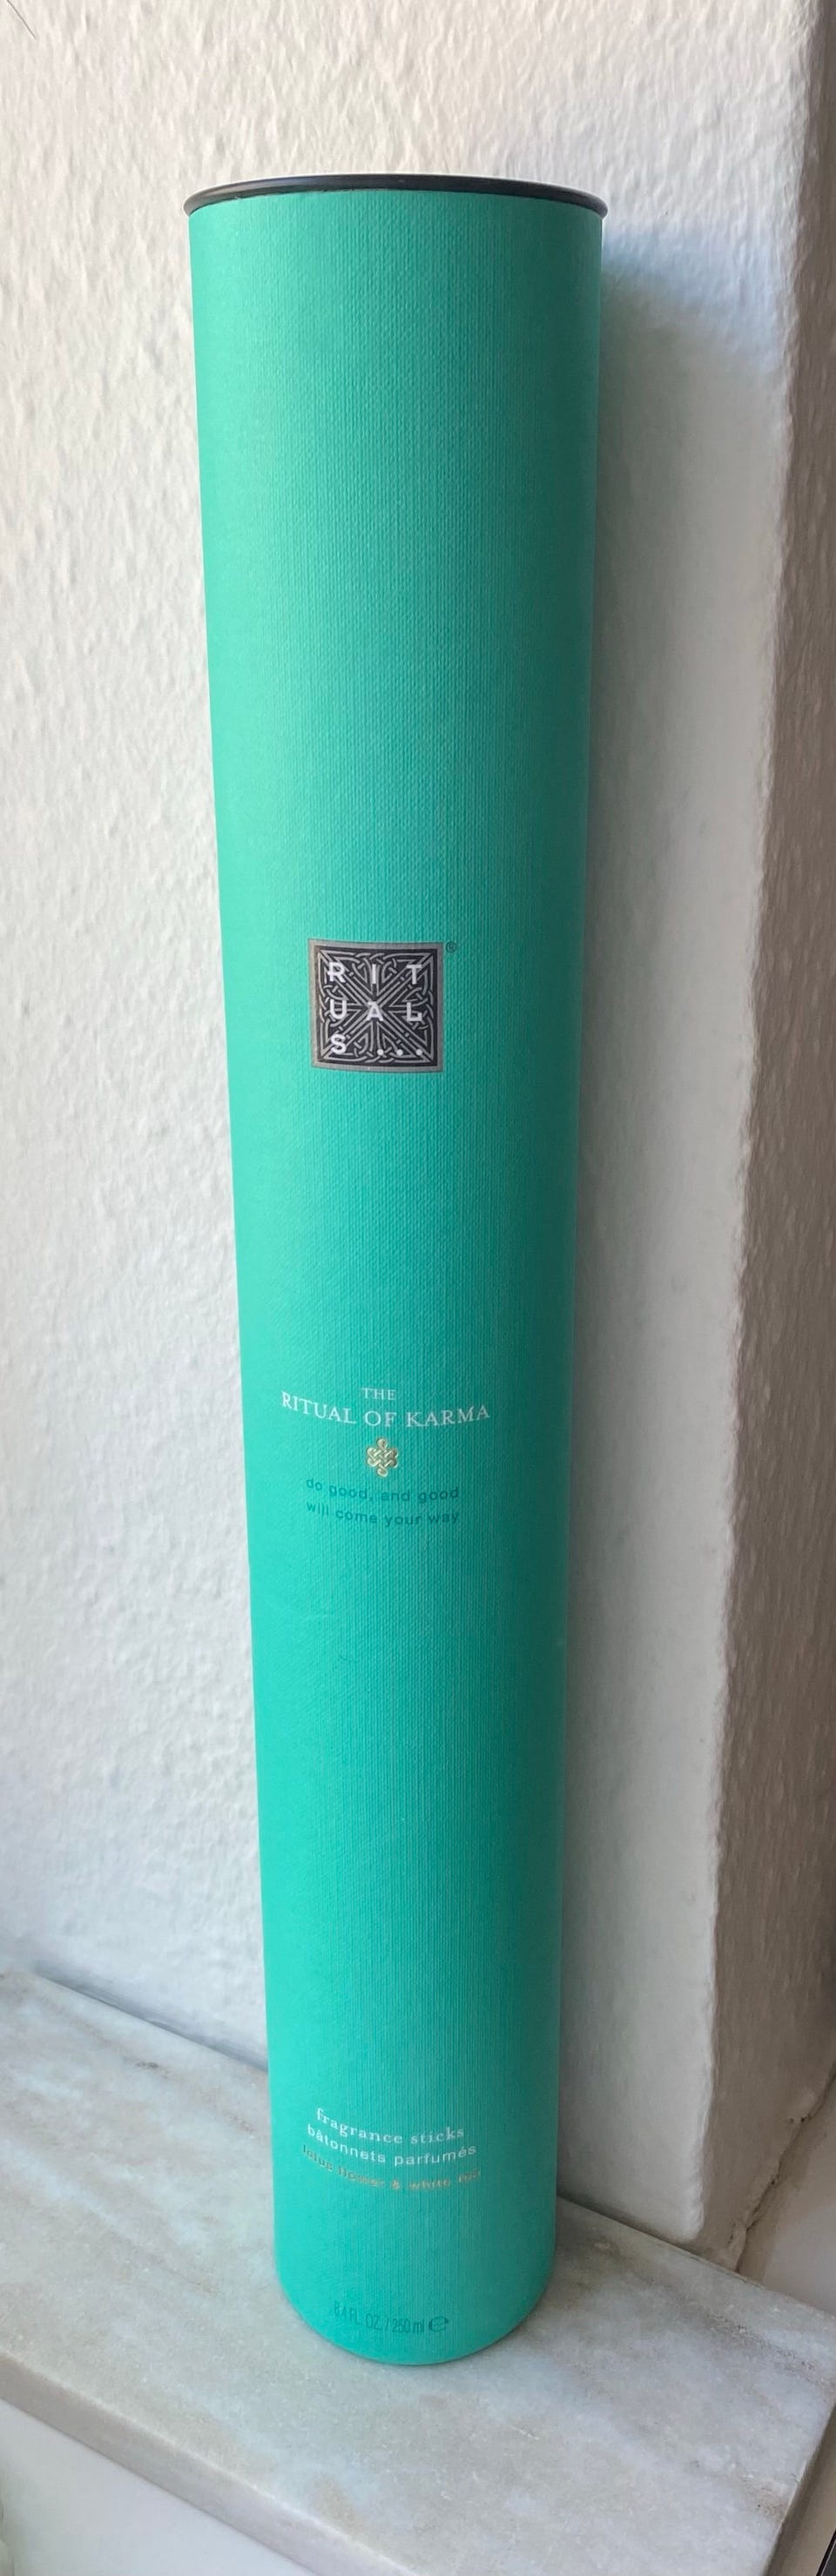 RIT
UAL
S...
®
THE
RITUAL OF KARMA
do good, and good
will come your way
fragrance sticks
bâtonnets parfumés
lotus flower & white tea
8.4 FL. OZ. / 250 ml ℮